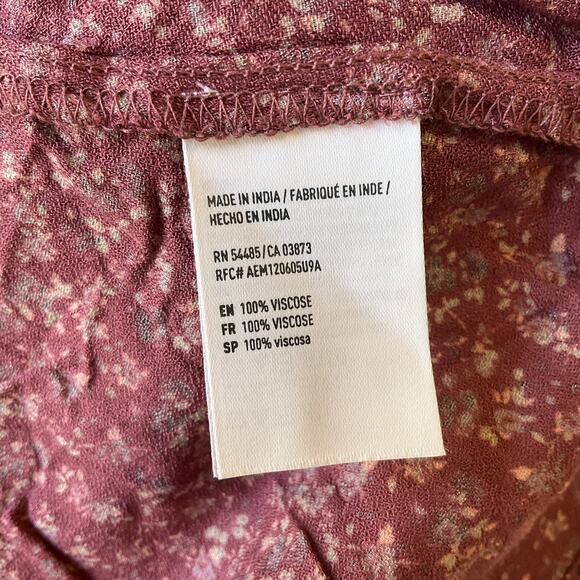 MADE IN INDIA / FABRIQUÉ EN INDE /
HECHO EN INDIA
RN 54485/CA 03873
RFC# AEM120605U9A
EN 100% VISCOSE
FR 100% VISCOSE
SP 100% viscosa